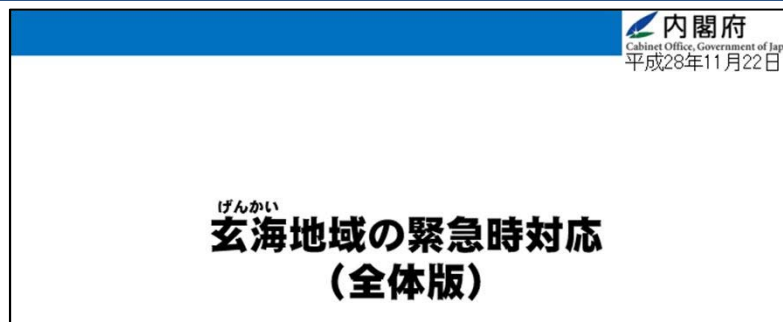 内閣府
Cabinet Office, Government of Jap
平成28年11月22日
げんかい
玄海地域の緊急時対応
(全体版)